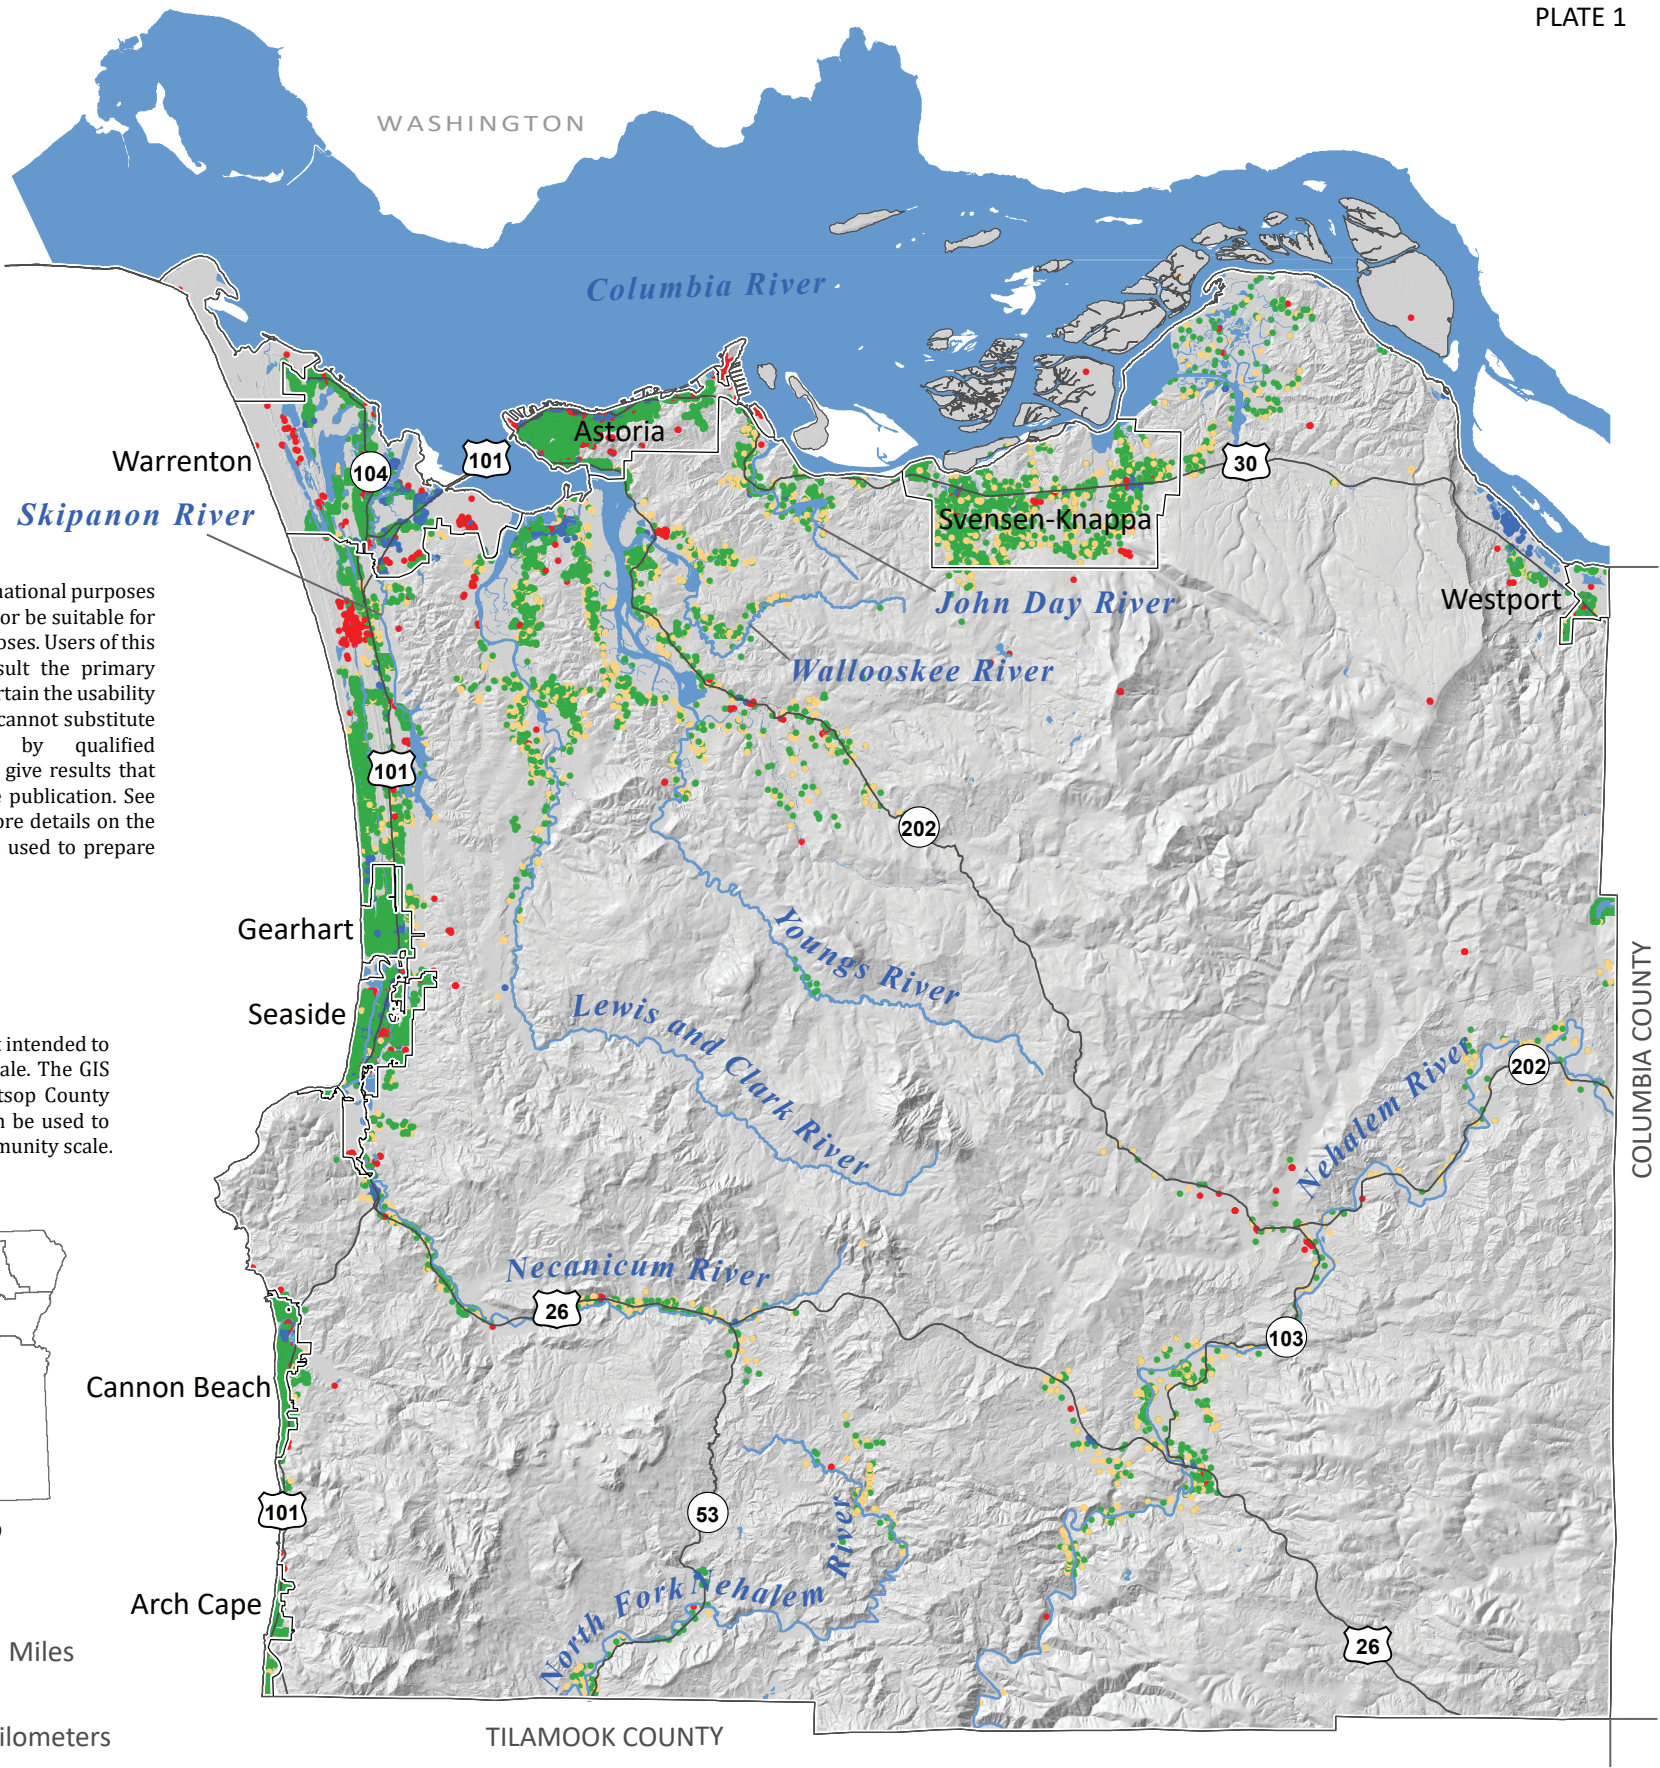 PLATE 1
WASHINGTON
Columbia River
Astoria
Warrenton
104
101
30
Skipanon River
Svensen-Knappa
national purposes
or be suitable for
oses. Users of this
sult the primary
rtain the usability
cannot substitute
by qualified
give results that
e publication. See
ore details on the
used to prepare
Westport
John Day River
Wallooskee River
101
202
Gearhart
Youngs River
Seaside
Lewis and Clark River
COLUMBIA COUNTY
t intended to
ale. The GIS
tsop County
n be used to
munity scale.
Nehalem River
202
Necanicum River
26
103
Cannon Beach
101
53
North Fork Nehalem River
Arch Cape
26
Miles
ilometers
TILAMOOK COUNTY